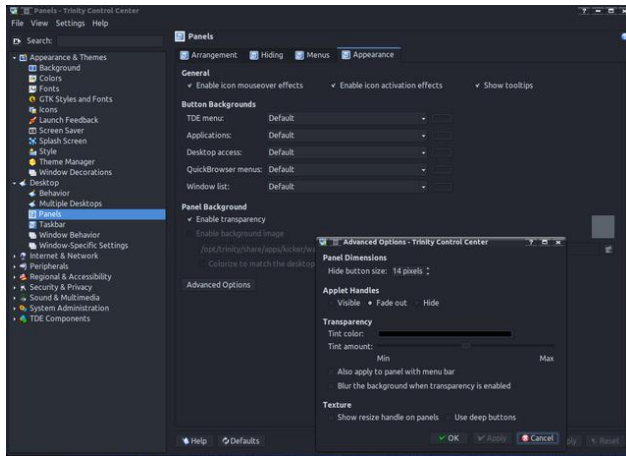 Panels - Trinity Control Center
File View Settings Help
Search:
Appearance & Themes
Background
Colors
Fonts
GTK Styles and Fonts
Icons
Launch Feedback
Screen Saver
Splash Screen
Style
Theme Manager
Window Decorations
Desktop
Behavior
Multiple Desktops
Panels
Taskbar
Window Behavior
Window-Specific Settings
Internet & Network
Peripherals
Regional & Accessibility
Security & Privacy
Sound & Multimedia
System Administration
TDE Components
Panels
Arrangement Hiding Menus Appearance
General
Enable icon mouseover effects Enable icon activation effects Show tooltips
Button Backgrounds
TDE menu: Default
Applications: Default
Desktop access: Default
QuickBrowser menus: Default
Window list: Default
Panel Background
Enable transparency
Enable background image
/opt/trinity/share/apps/kicker/wa
Colorize to match the desktop
Advanced Options
Help Defaults
Reset
Advanced Options - Trinity Control Center
Panel Dimensions
Hide button size: 14 pixels
Applet Handles
Visible Fade out Hide
Transparency
Tint color:
Tint amount:
Min Max
Also apply to panel with menu bar
Blur the background when transparency is enabled
Texture
Show resize handle on panels Use deep buttons
OK Apply Cancel